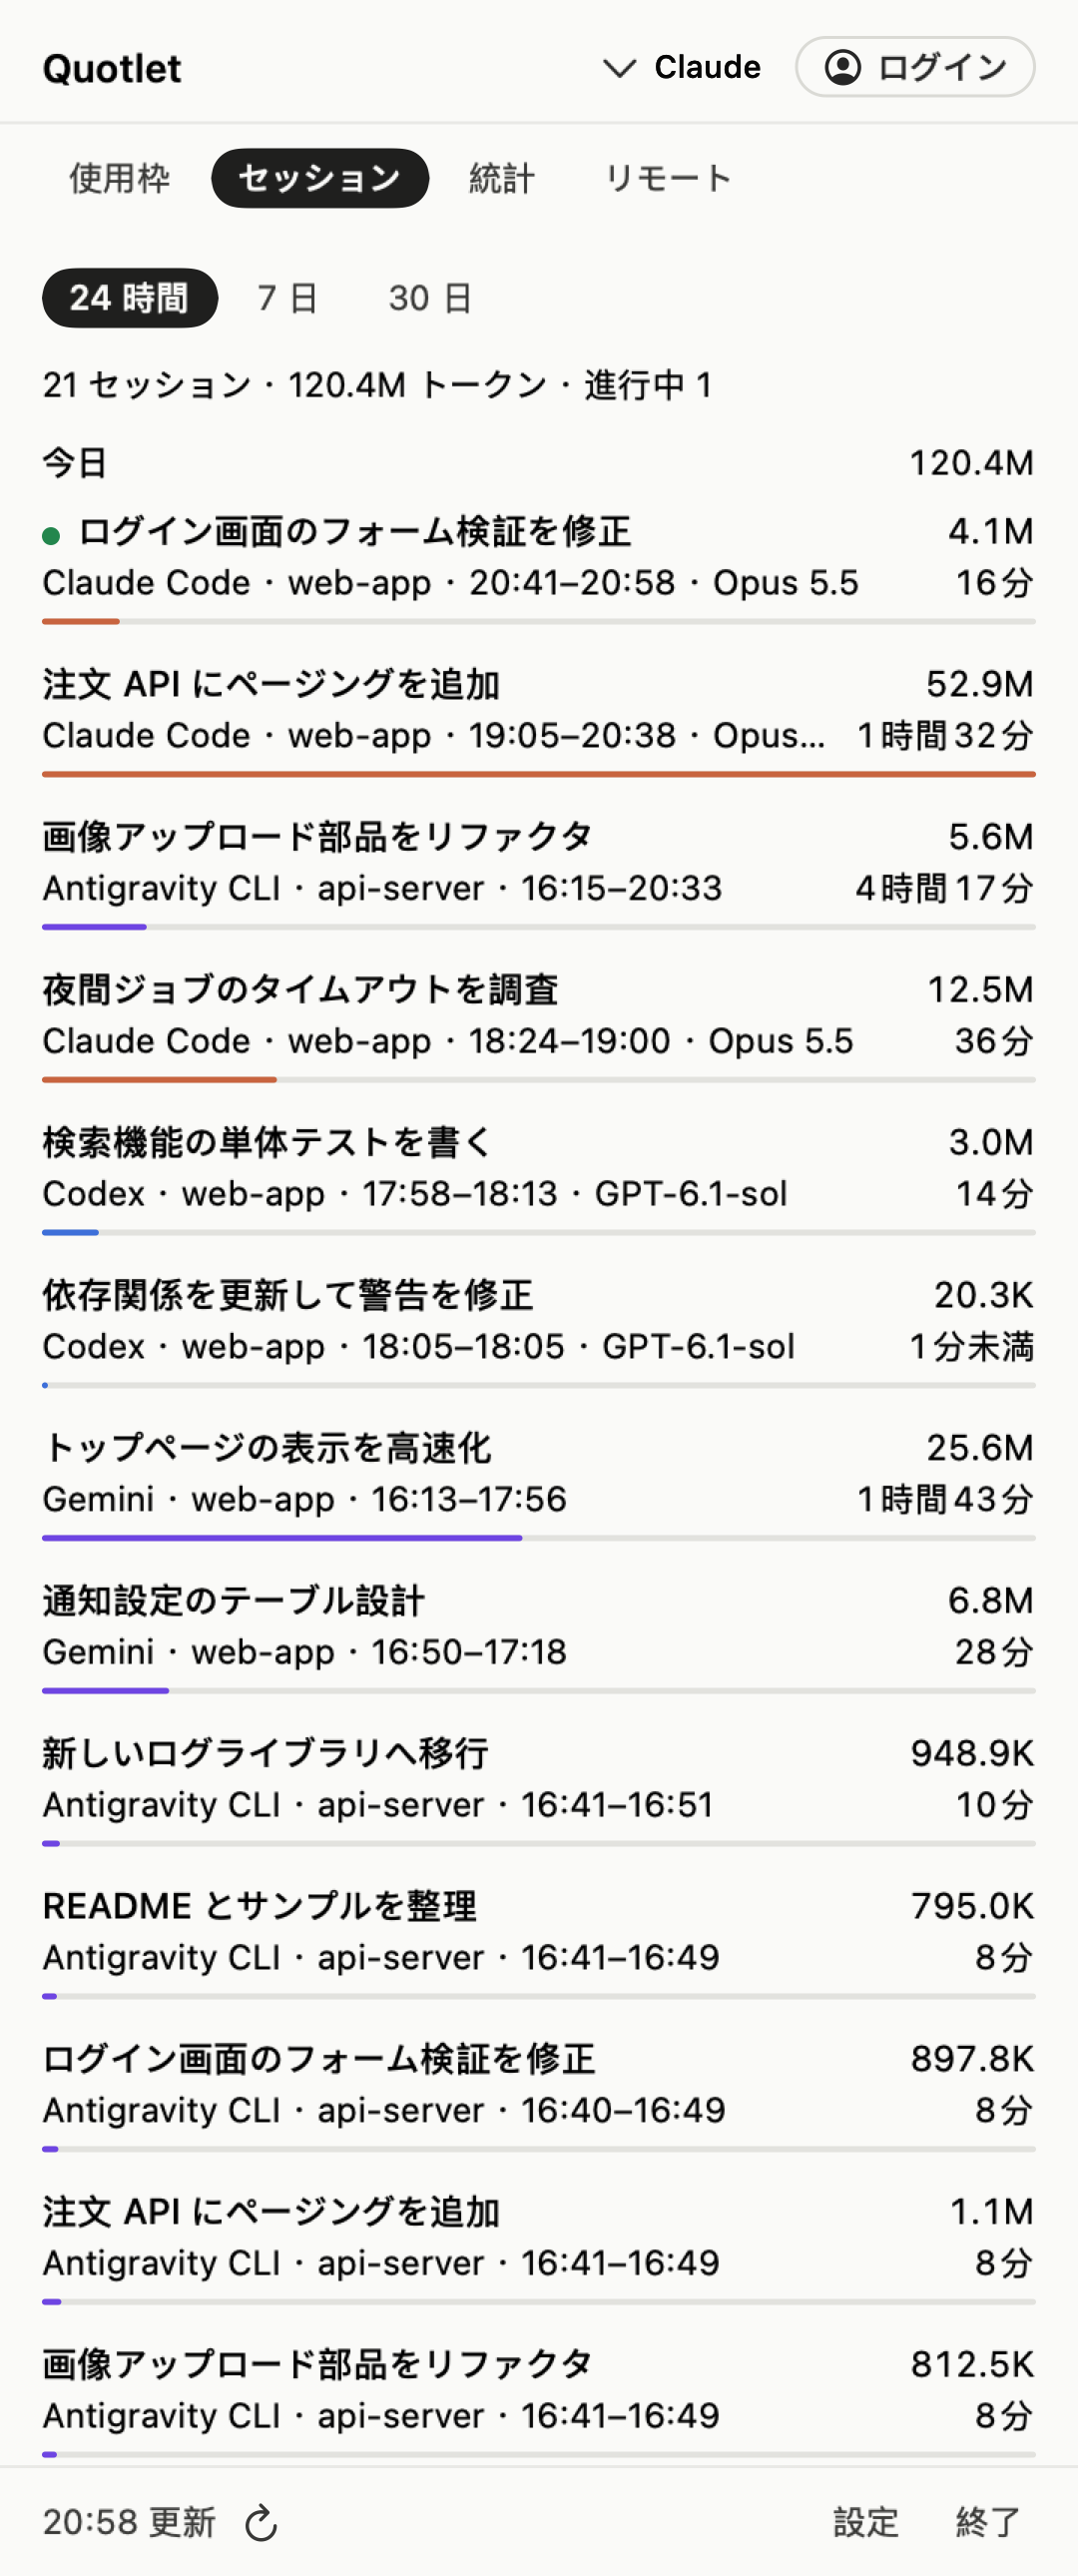 Quotlet Claude ログイン
使用枠 セッション 統計 リモート
24 時間 7 日 30 日
21 セッション · 120.4M トークン · 進行中 1
今日 120.4M
ログイン画面のフォーム検証を修正 4.1M
Claude Code · web-app · 20:41–20:58 · Opus 5.5 16分
注文 API にページングを追加 52.9M
Claude Code · web-app · 19:05–20:38 · Opus... 1時間32分
画像アップロード部品をリファクタ 5.6M
Antigravity CLI · api-server · 16:15–20:33 4時間17分
夜間ジョブのタイムアウトを調査 12.5M
Claude Code · web-app · 18:24–19:00 · Opus 5.5 36分
検索機能の単体テストを書く 3.0M
Codex · web-app · 17:58–18:13 · GPT-6.1-sol 14分
依存関係を更新して警告を修正 20.3K
Codex · web-app · 18:05–18:05 · GPT-6.1-sol 1分未満
トップページの表示を高速化 25.6M
Gemini · web-app · 16:13–17:56 1時間43分
通知設定のテーブル設計 6.8M
Gemini · web-app · 16:50–17:18 28分
新しいログライブラリへ移行 948.9K
Antigravity CLI · api-server · 16:41–16:51 10分
README とサンプルを整理 795.0K
Antigravity CLI · api-server · 16:41–16:49 8分
ログイン画面のフォーム検証を修正 897.8K
Antigravity CLI · api-server · 16:40–16:49 8分
注文 API にページングを追加 1.1M
Antigravity CLI · api-server · 16:41–16:49 8分
画像アップロード部品をリファクタ 812.5K
Antigravity CLI · api-server · 16:41–16:49 8分
20:58 更新 設定 終了